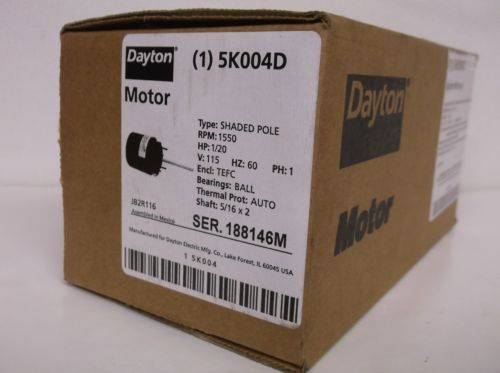 Dayton (1) 5K004D
Motor
Type: SHADED POLE
RPM: 1550
HP: 1/20
V: 115 HZ: 60 PH: 1
Encl: TEFC
Bearings: BALL
Thermal Prot: AUTO
Shaft: 5/16 x 2
JB2R116
Assembled in Mexico
SER. 188146M
Manufactured for Dayton Electric Mfg. Co., Lake Forest, IL 60045 USA
1 5K004
Dayton
Motor